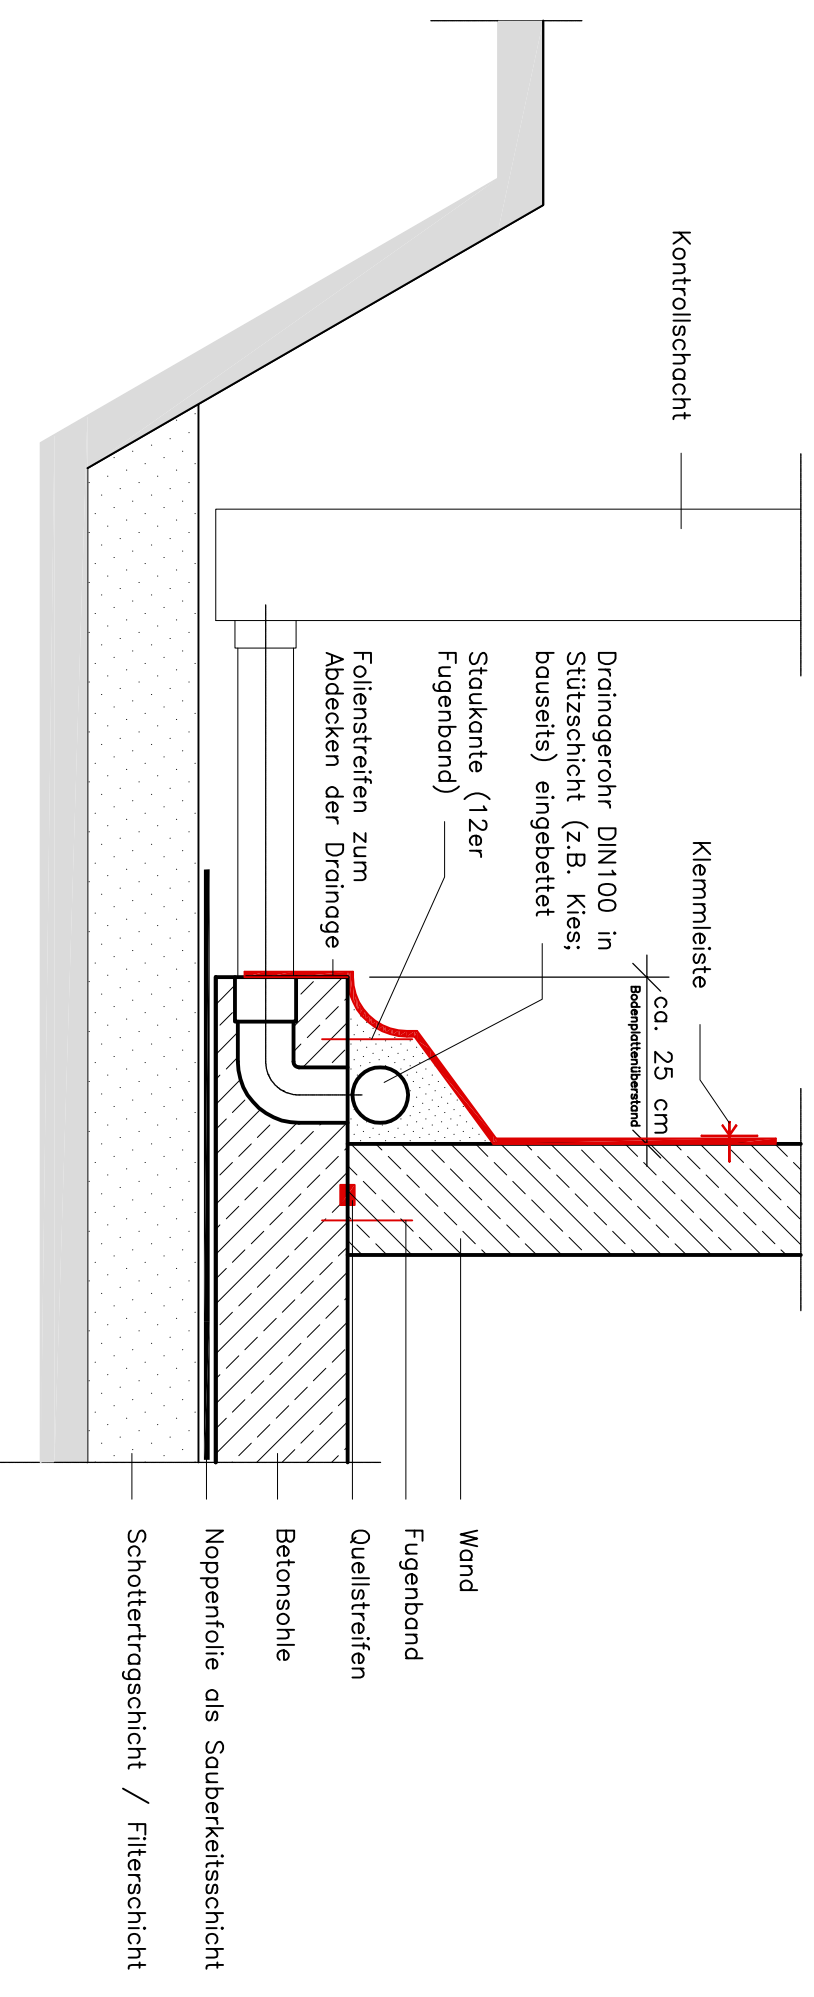 Kontrollschacht
Klemmleiste
ca. 25 cm
Bodenplattenüberstand
Drainagerohr DIN100 in
Stützschicht (z.B. Kies;
bauseits) eingebettet
Staukante (12er
Fugenband)
Folienstreifen zum
Abdecken der Drainage
Wand
Fugenband
Quellstreifen
Betonsohle
Noppenfolie als Sauberkeitsschicht
Schottertragschicht / Filterschicht